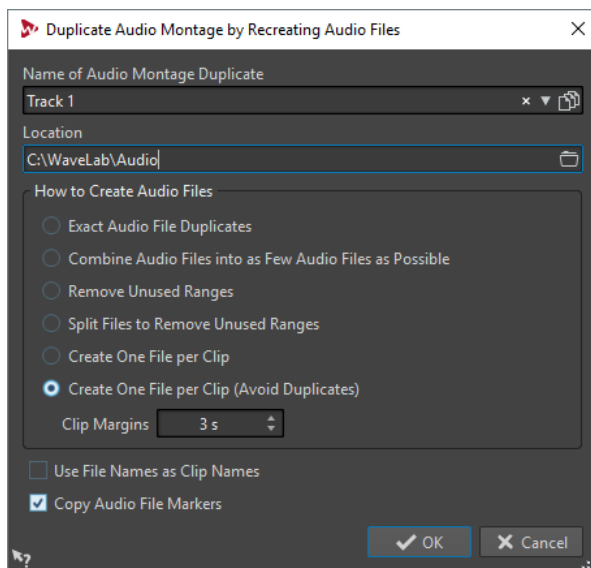 Duplicate Audio Montage by Recreating Audio Files
Name of Audio Montage Duplicate
Track 1
Location
C:\WaveLab\Audio
How to Create Audio Files
Exact Audio File Duplicates
Combine Audio Files into as Few Audio Files as Possible
Remove Unused Ranges
Split Files to Remove Unused Ranges
Create One File per Clip
Create One File per Clip (Avoid Duplicates)
Clip Margins 3 s
Use File Names as Clip Names
Copy Audio File Markers
OK Cancel